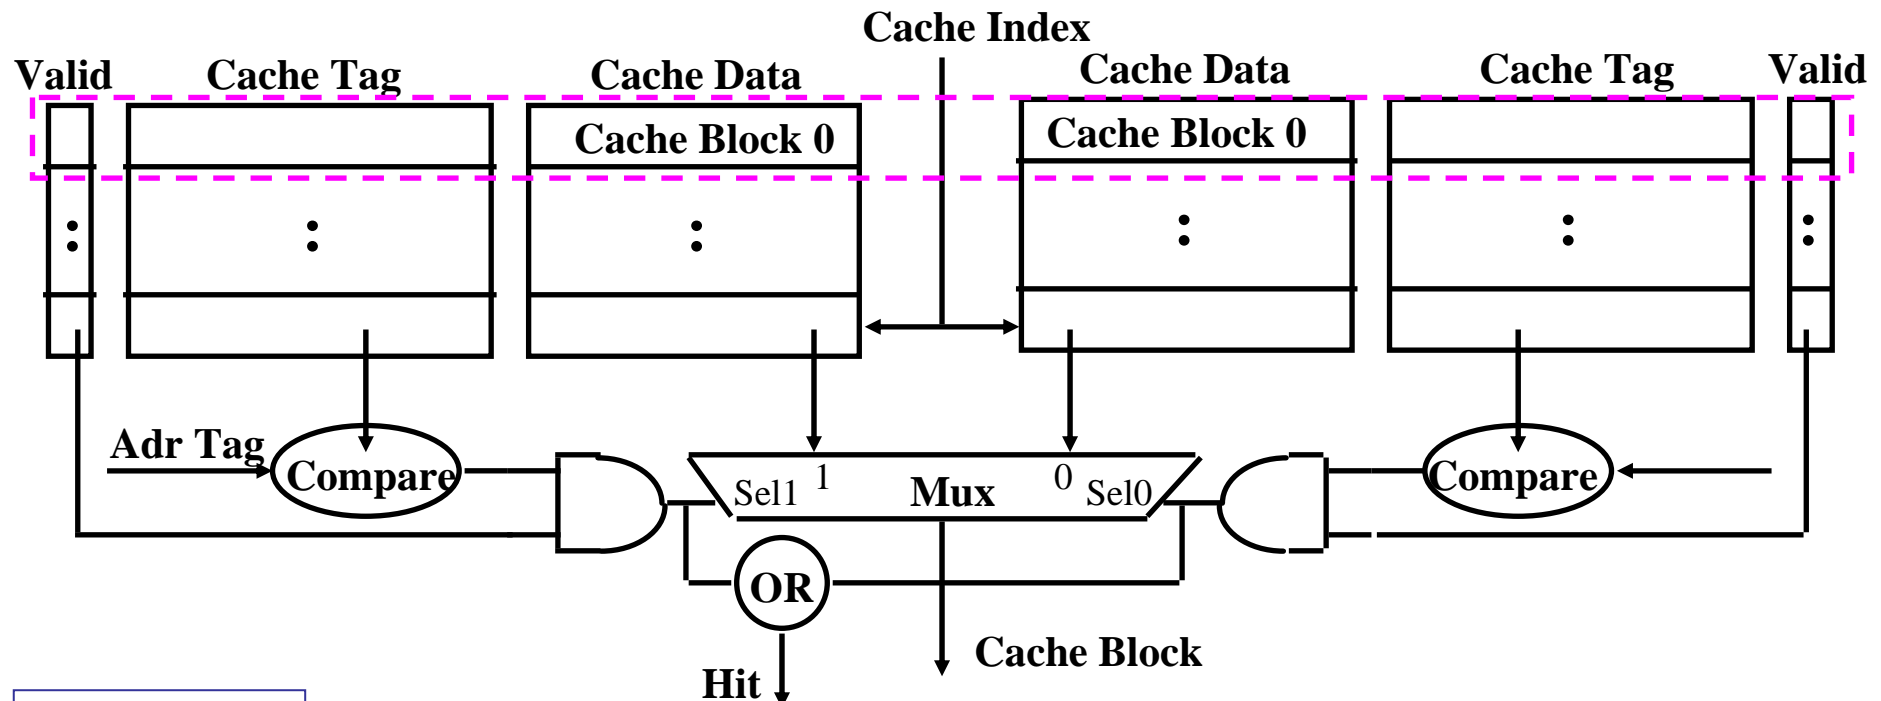 Cache Index
Valid Cache Tag Cache Data Cache Data Cache Tag Valid
Cache Block 0 Cache Block 0
Adr Tag
Compare Sel1 1 Mux 0 Sel0 Compare
OR
Cache Block
Hit